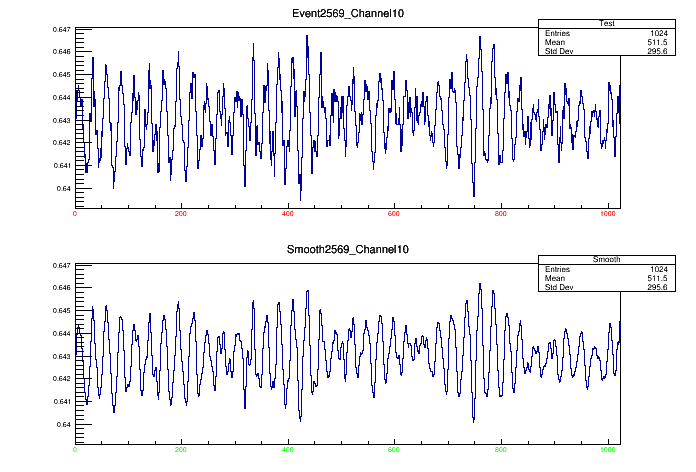 Event2569_Channel10
Test
Entries 1024
Mean 511.5
Std Dev 295.6
0.647
0.646
0.645
0.644
0.643
0.642
0.641
0.64
0 200 400 600 800 1000
Smooth2569_Channel10
Smooth
Entries 1024
Mean 511.5
Std Dev 295.6
0.647
0.646
0.645
0.644
0.643
0.642
0.641
0.64
0 200 400 600 800 1000